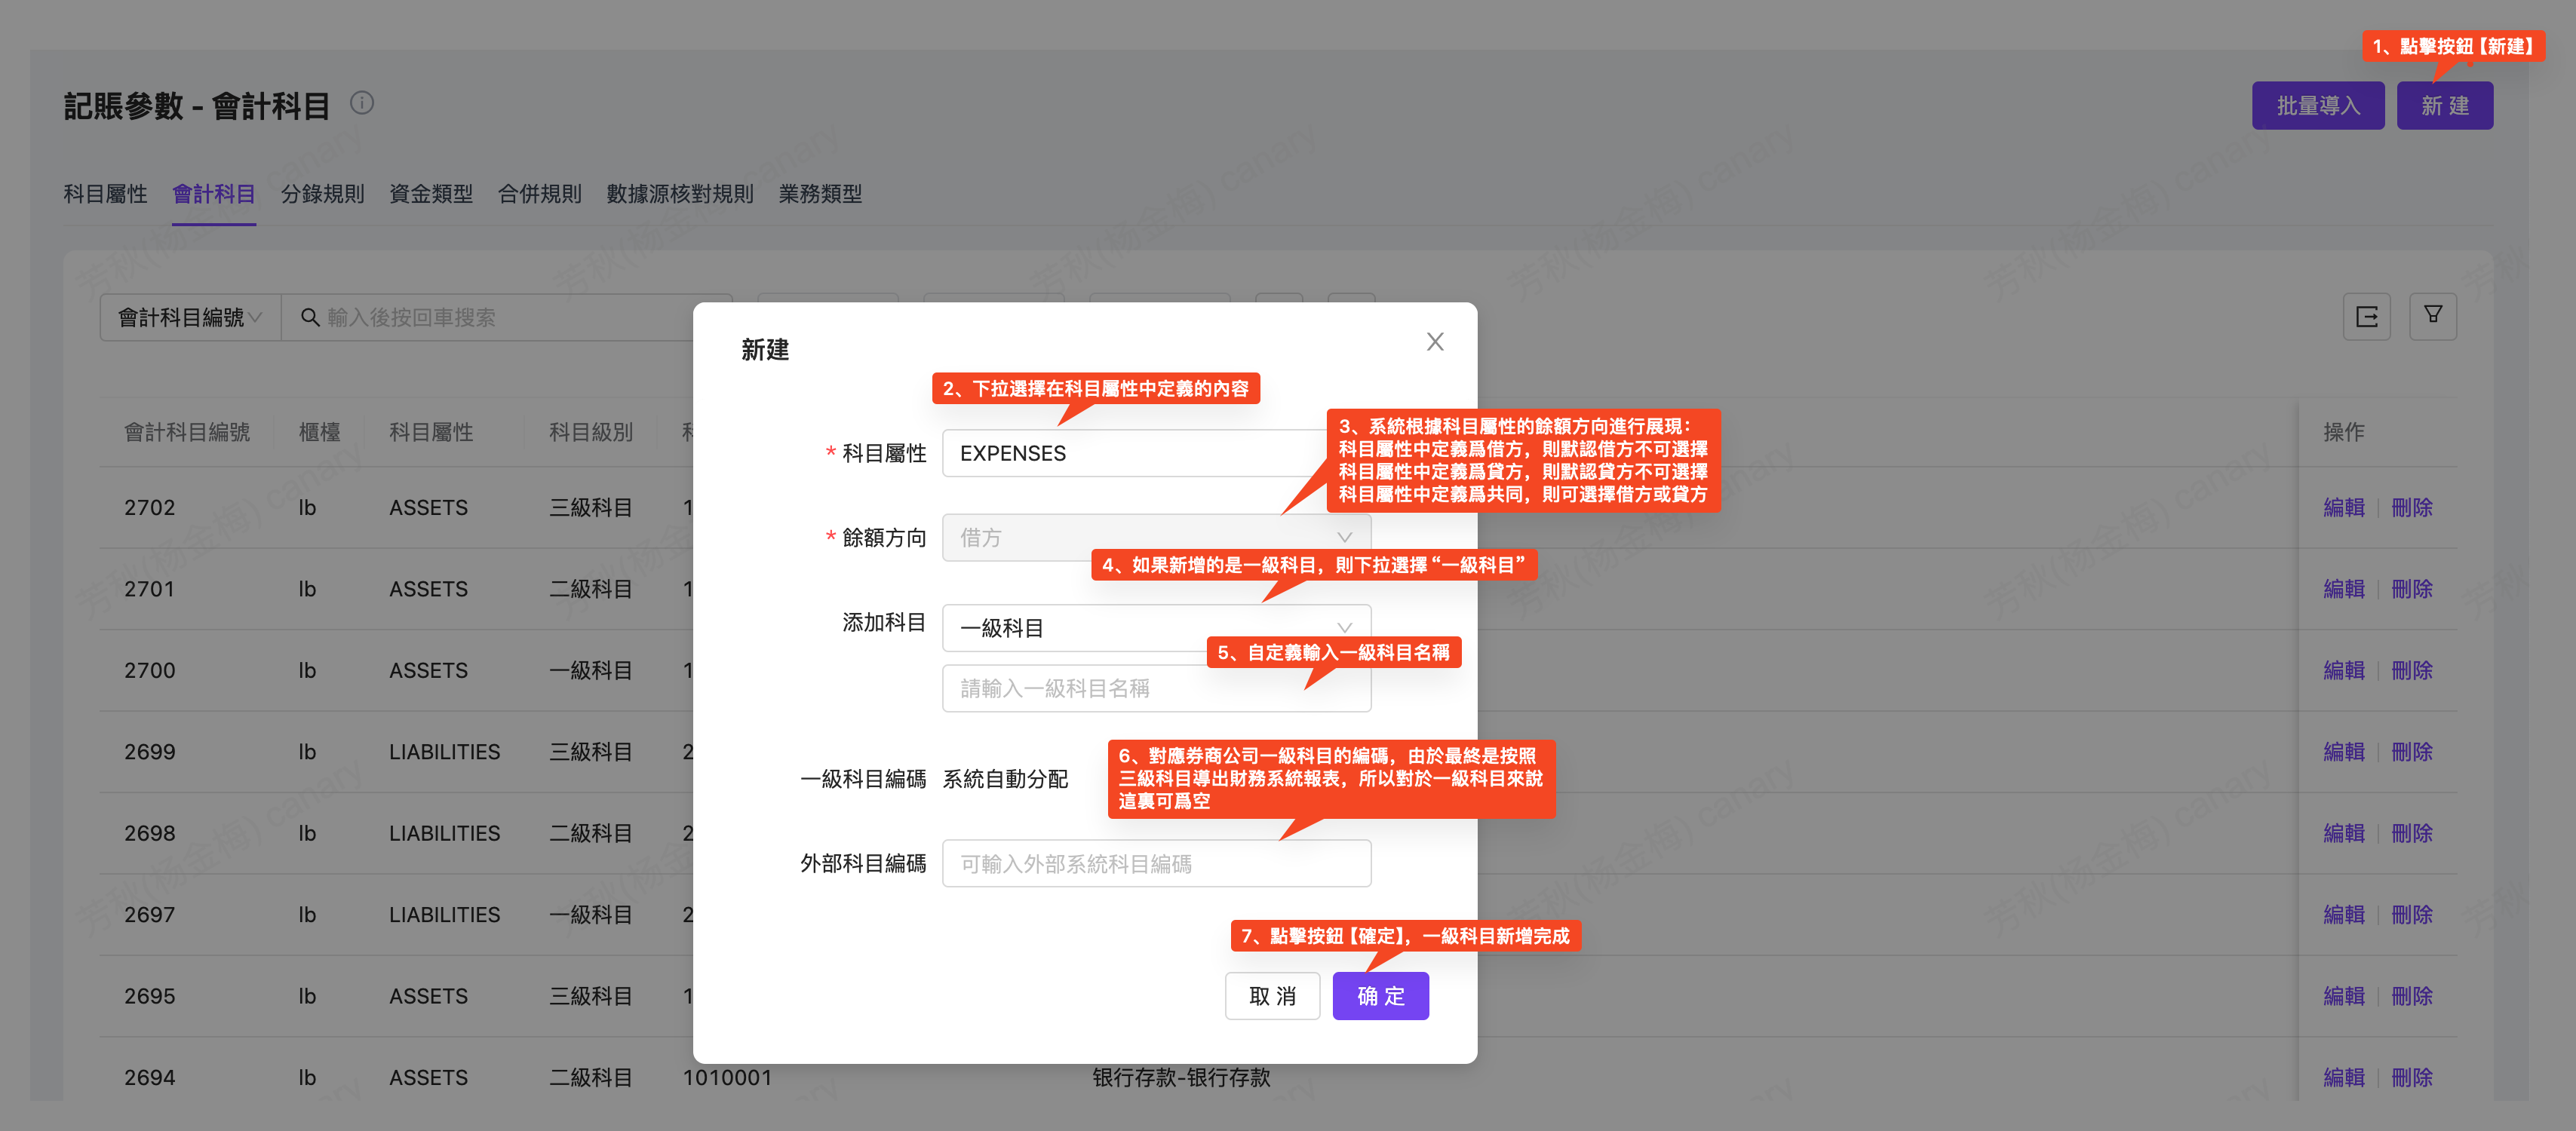 1、點擊按鈕【新建】
記賬參數 - 會計科目
批量導入
新 建
科目屬性 會計科目 分錄規則 資金類型 合併規則 數據源核對規則 業務類型
會計科目編號 輸入後按回車搜索
新建
2、下拉選擇在科目屬性中定義的內容
* 科目屬性 EXPENSES
3、系統根據科目屬性的餘額方向進行展現：
科目屬性中定義爲借方，則默認借方不可選擇
科目屬性中定義爲貸方，則默認貸方不可選擇
科目屬性中定義爲共同，則可選擇借方或貸方
* 餘額方向 借方
4、如果新增的是一級科目，則下拉選擇“一級科目”
添加科目 一級科目
5、自定義輸入一級科目名稱
請輸入一級科目名稱
6、對應券商公司一級科目的編碼，由於最終是按照
三級科目導出財務系統報表，所以對於一級科目來說
這裏可爲空
一級科目編碼 系統自動分配
外部科目編碼 可輸入外部系統科目編碼
7、點擊按鈕【確定】，一級科目新增完成
取 消
确 定
會計科目編號 櫃檯 科目屬性 科目級別 操作
2702 lb ASSETS 三級科目 1 編輯 刪除
2701 lb ASSETS 二級科目 1 編輯 刪除
2700 lb ASSETS 一級科目 1 編輯 刪除
2699 lb LIABILITIES 三級科目 2 編輯 刪除
2698 lb LIABILITIES 二級科目 2 編輯 刪除
2697 lb LIABILITIES 一級科目 2 編輯 刪除
2695 lb ASSETS 三級科目 1 編輯 刪除
2694 lb ASSETS 二級科目 1010001 银行存款-银行存款 編輯 刪除
芳秋(杨金梅) canary